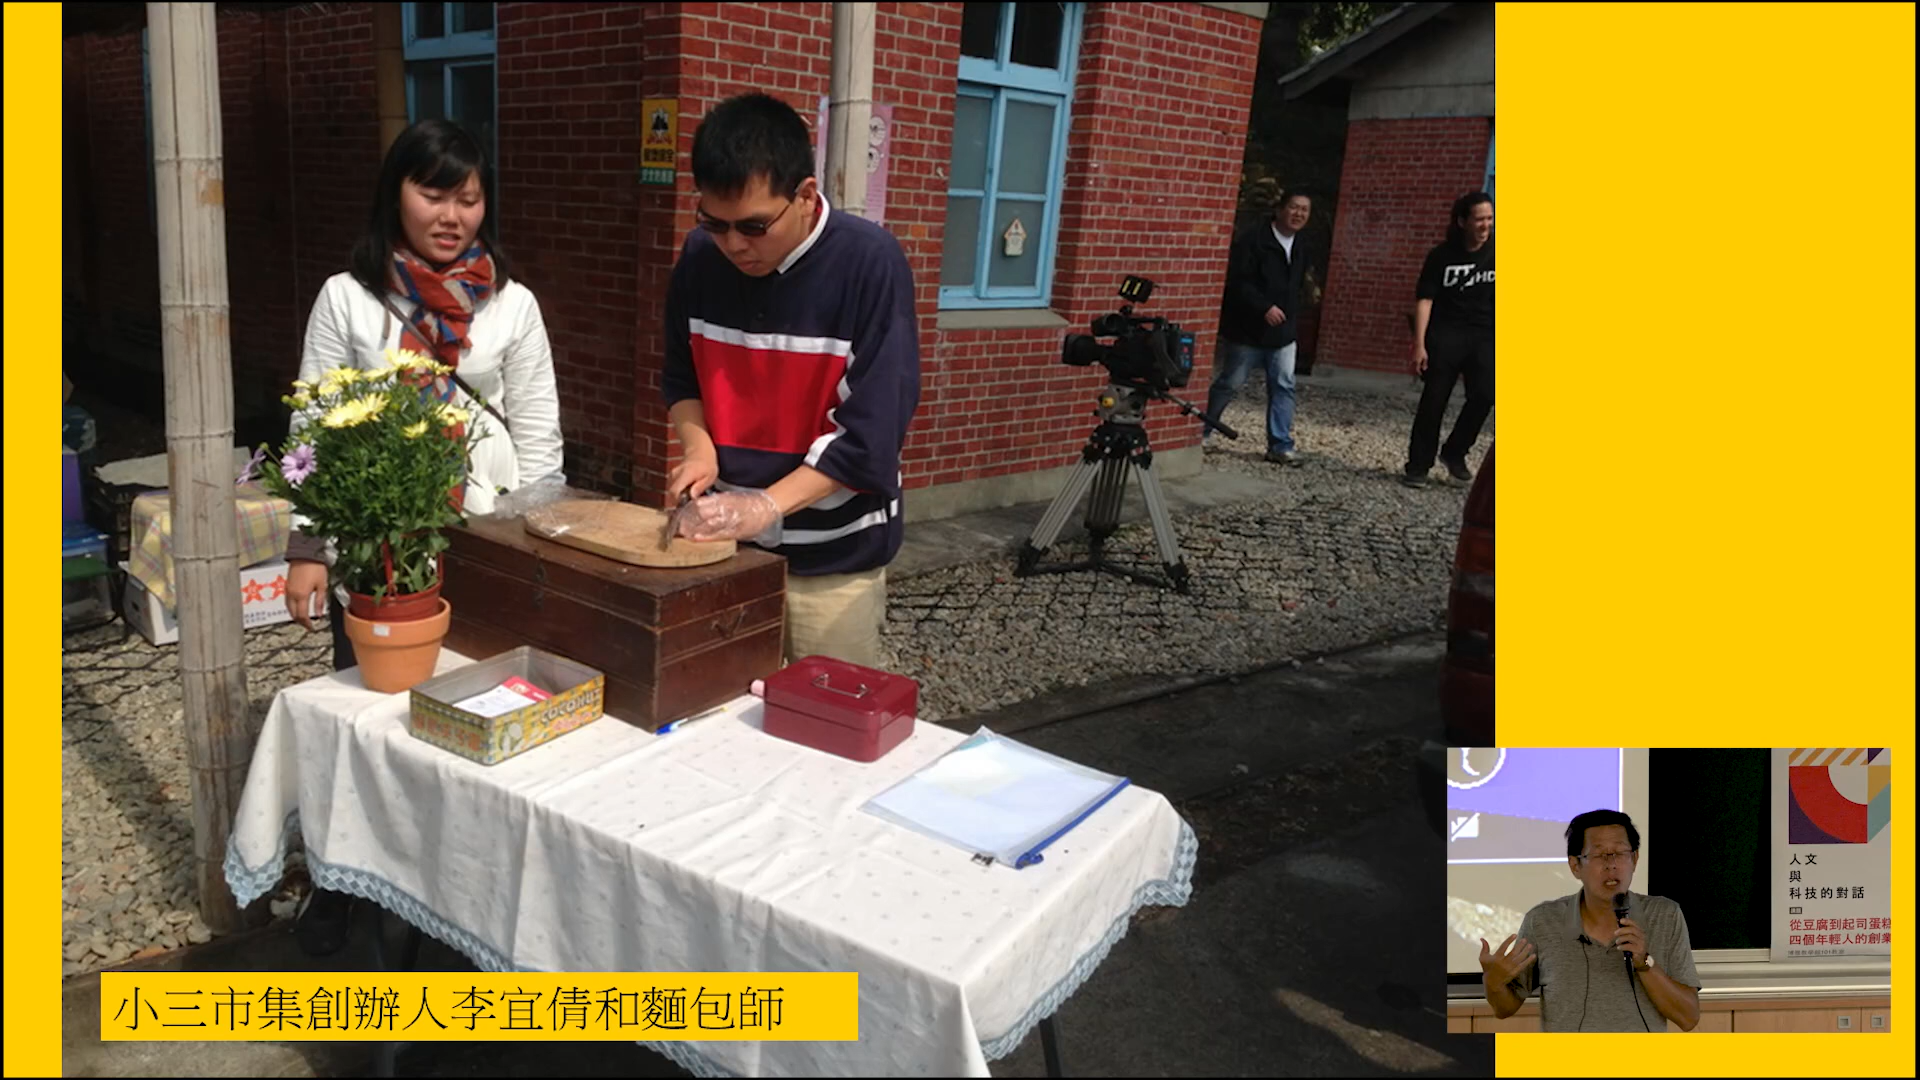 HD
COCONUT
小三市集創辦人李宜倩和麵包師
人文
與
科技的對話
從豆腐到起司蛋糕
四個年輕人的創業